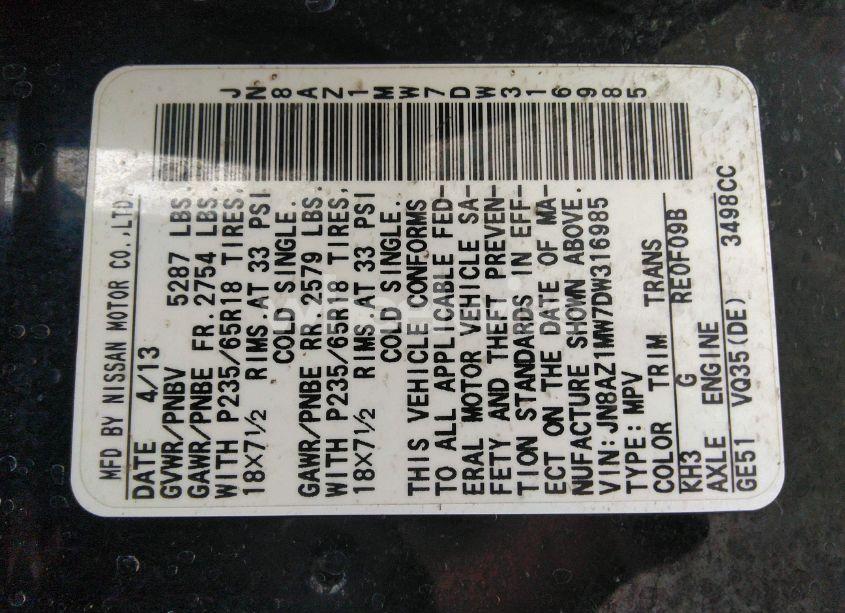 JN8AZ1MW7DW316985
MFD BY NISSAN MOTOR CO.,LTD.
DATE 4/13
GVWR/PNBV 5287 LBS.
GAWR/PNBE FR. 2754 LBS.
WITH P235/65R18 TIRES,
18×7½ RIMS.AT 33 PSI
COLD SINGLE.
GAWR/PNBE RR.2579 LBS.
WITH P235/65R18 TIRES,
18×7½ RIMS.AT 33 PSI
COLD SINGLE.
THIS VEHICLE CONFORMS
TO ALL APPLICABLE FED-
ERAL MOTOR VEHICLE SA-
FETY AND THEFT PREVEN-
TION STANDARDS IN EFF-
ECT ON THE DATE OF MA-
NUFACTURE SHOWN ABOVE.
VIN:JN8AZ1MW7DW316985
TYPE:MPV
COLOR TRIM TRANS
KH3 G RE0F09B
AXLE ENGINE
GE51 VQ35(DE) 3498CC